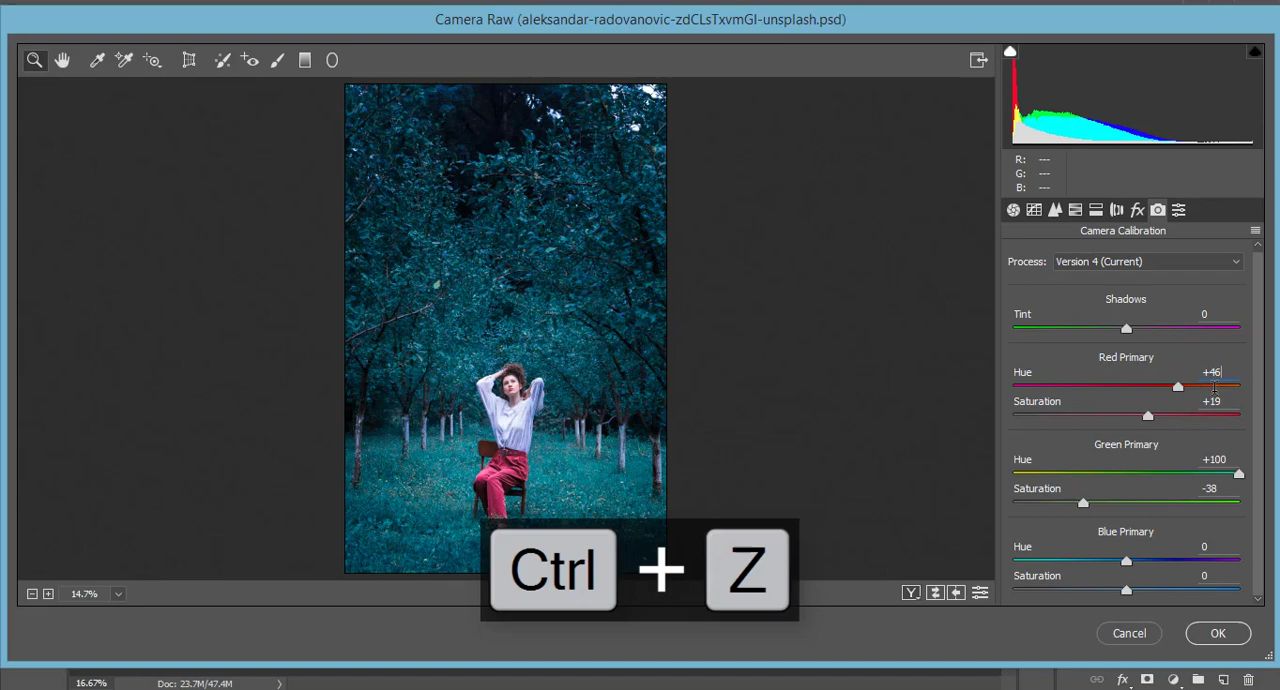 Camera Raw (aleksandar-radovanovic-zdCLsTxvmGI-unsplash.psd)
R: ---
G: ---
B: ---
fx
Camera Calibration
Process: Version 4 (Current)
Shadows
Tint 0
Red Primary
Hue +46
Saturation +19
Green Primary
Hue +100
Saturation -38
Blue Primary
Hue 0
Saturation 0
Ctrl + Z
14.7%
Y
Cancel OK
16.67% Doc: 23.7M/47.4M
fx